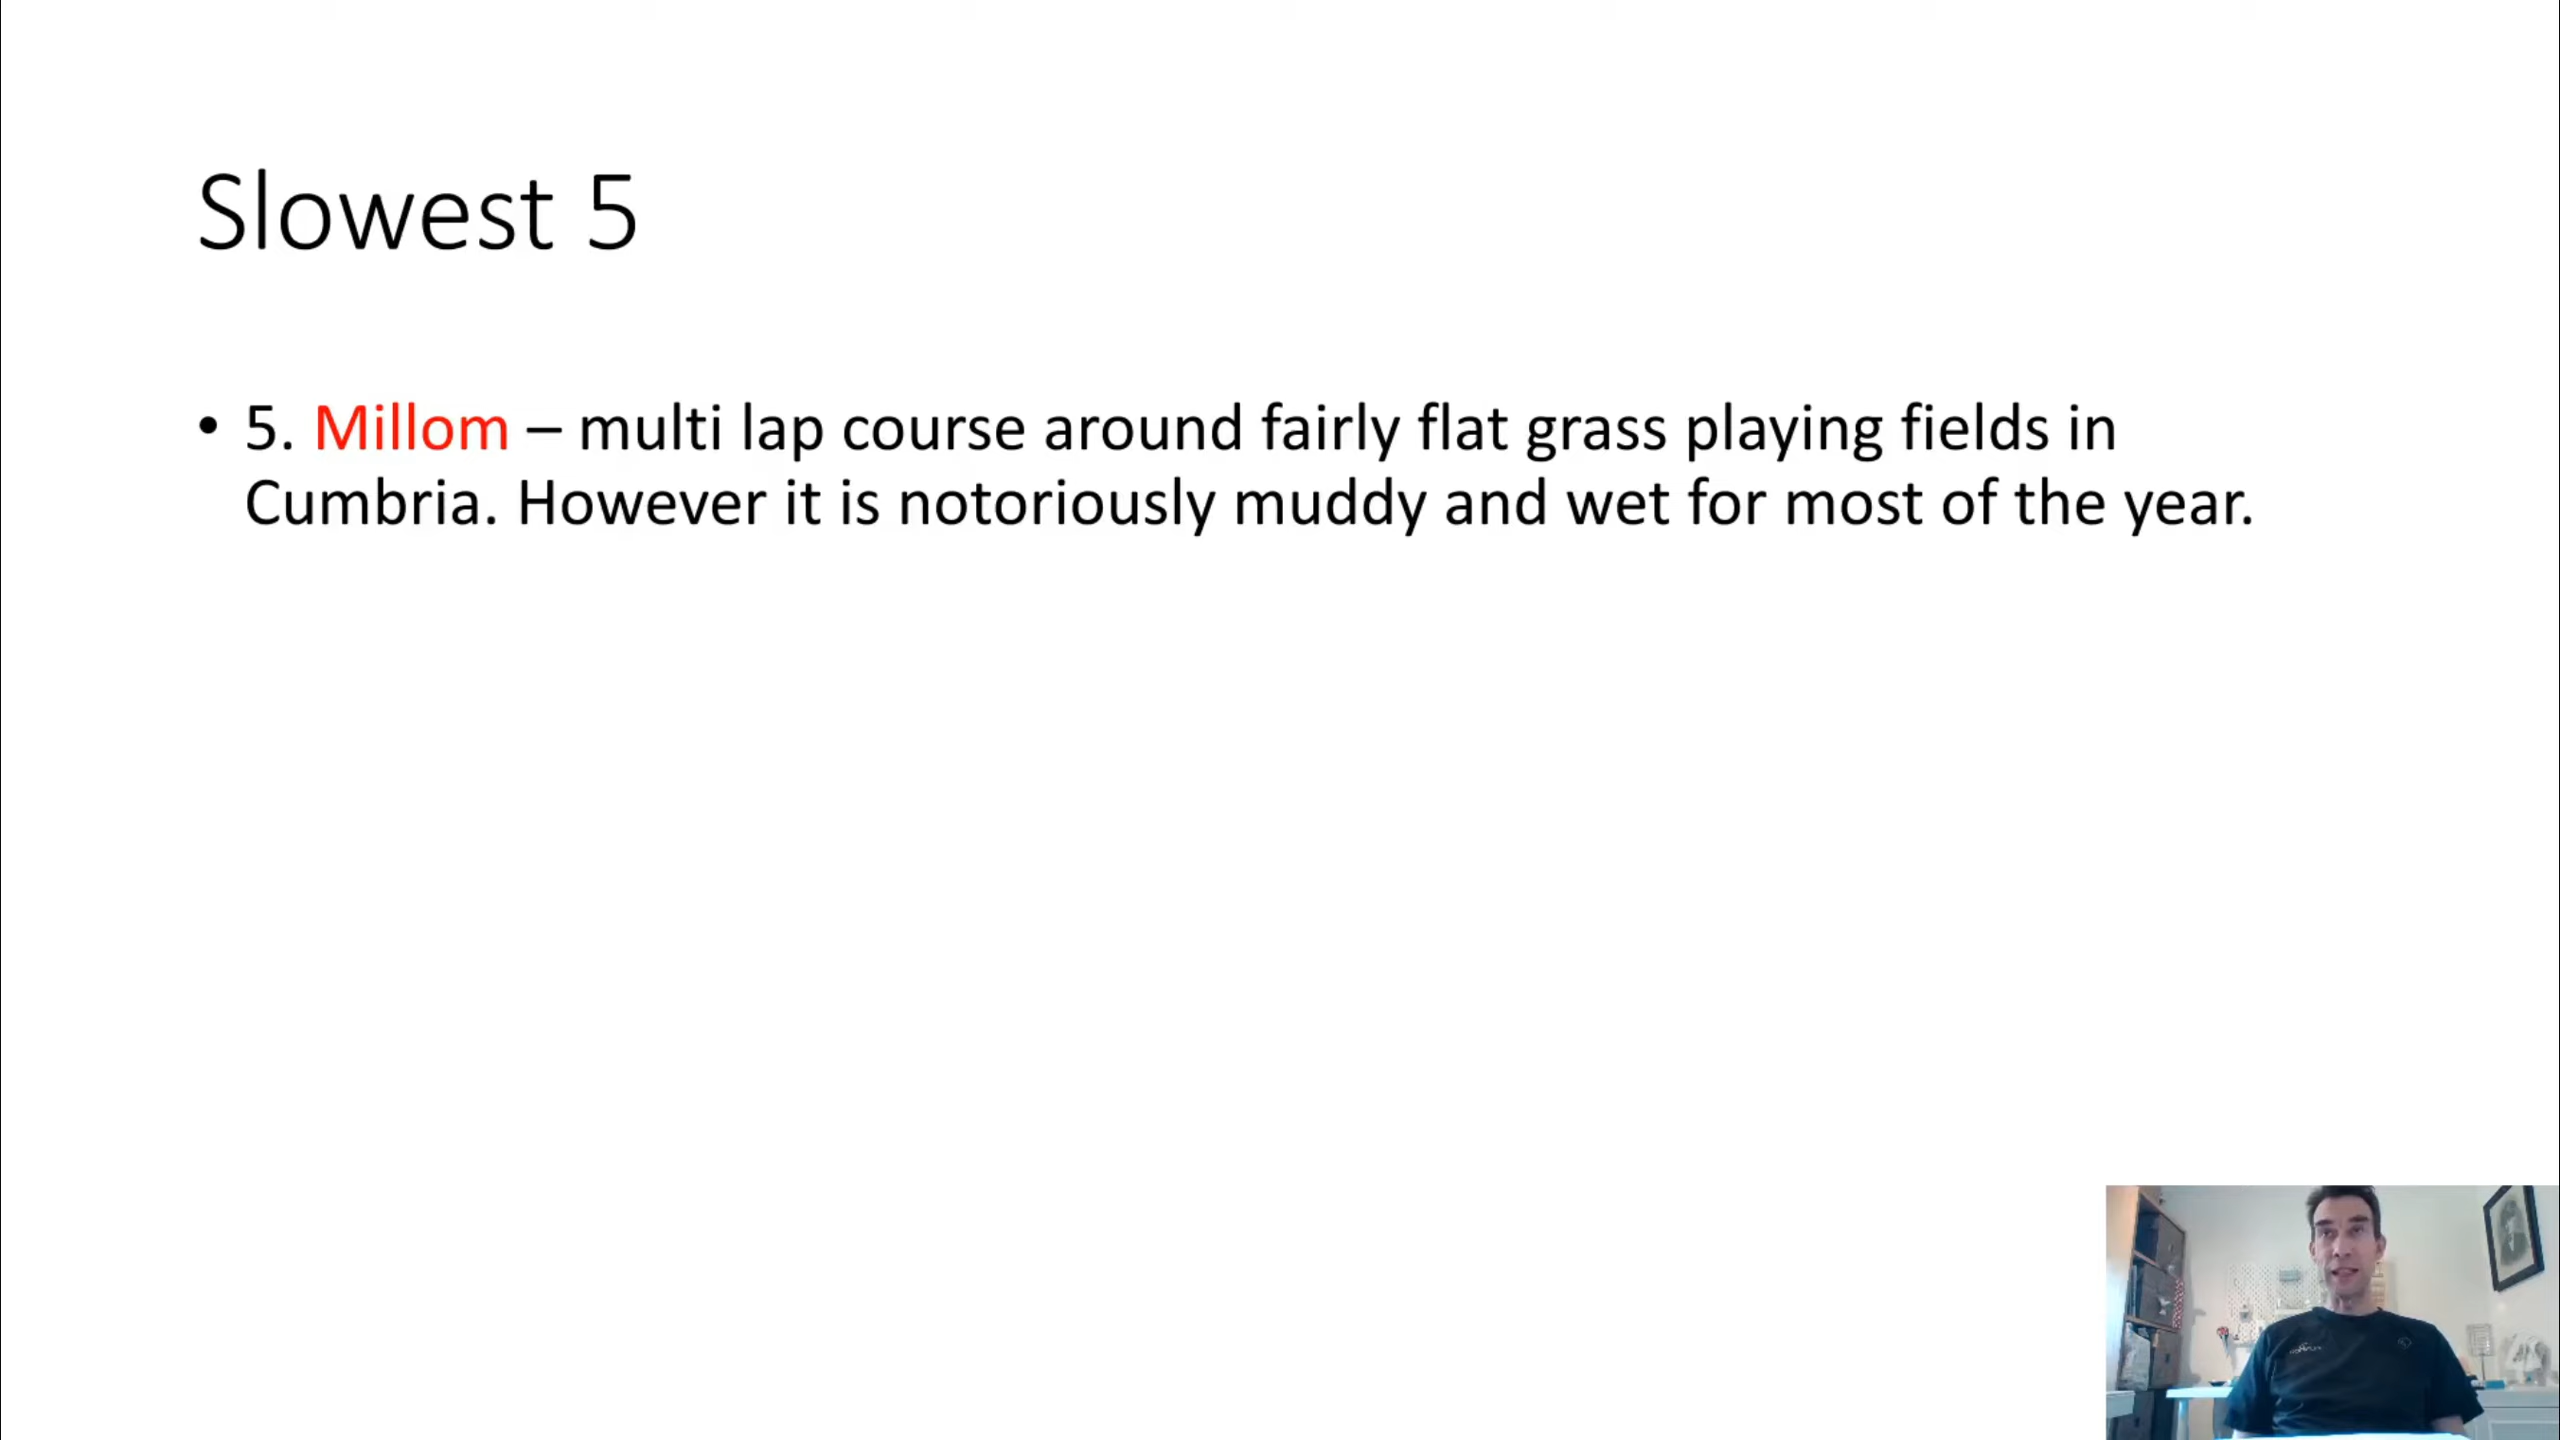 Slowest 5
• 5. Millom – multi lap course around fairly flat grass playing fields in
Cumbria. However it is notoriously muddy and wet for most of the year.